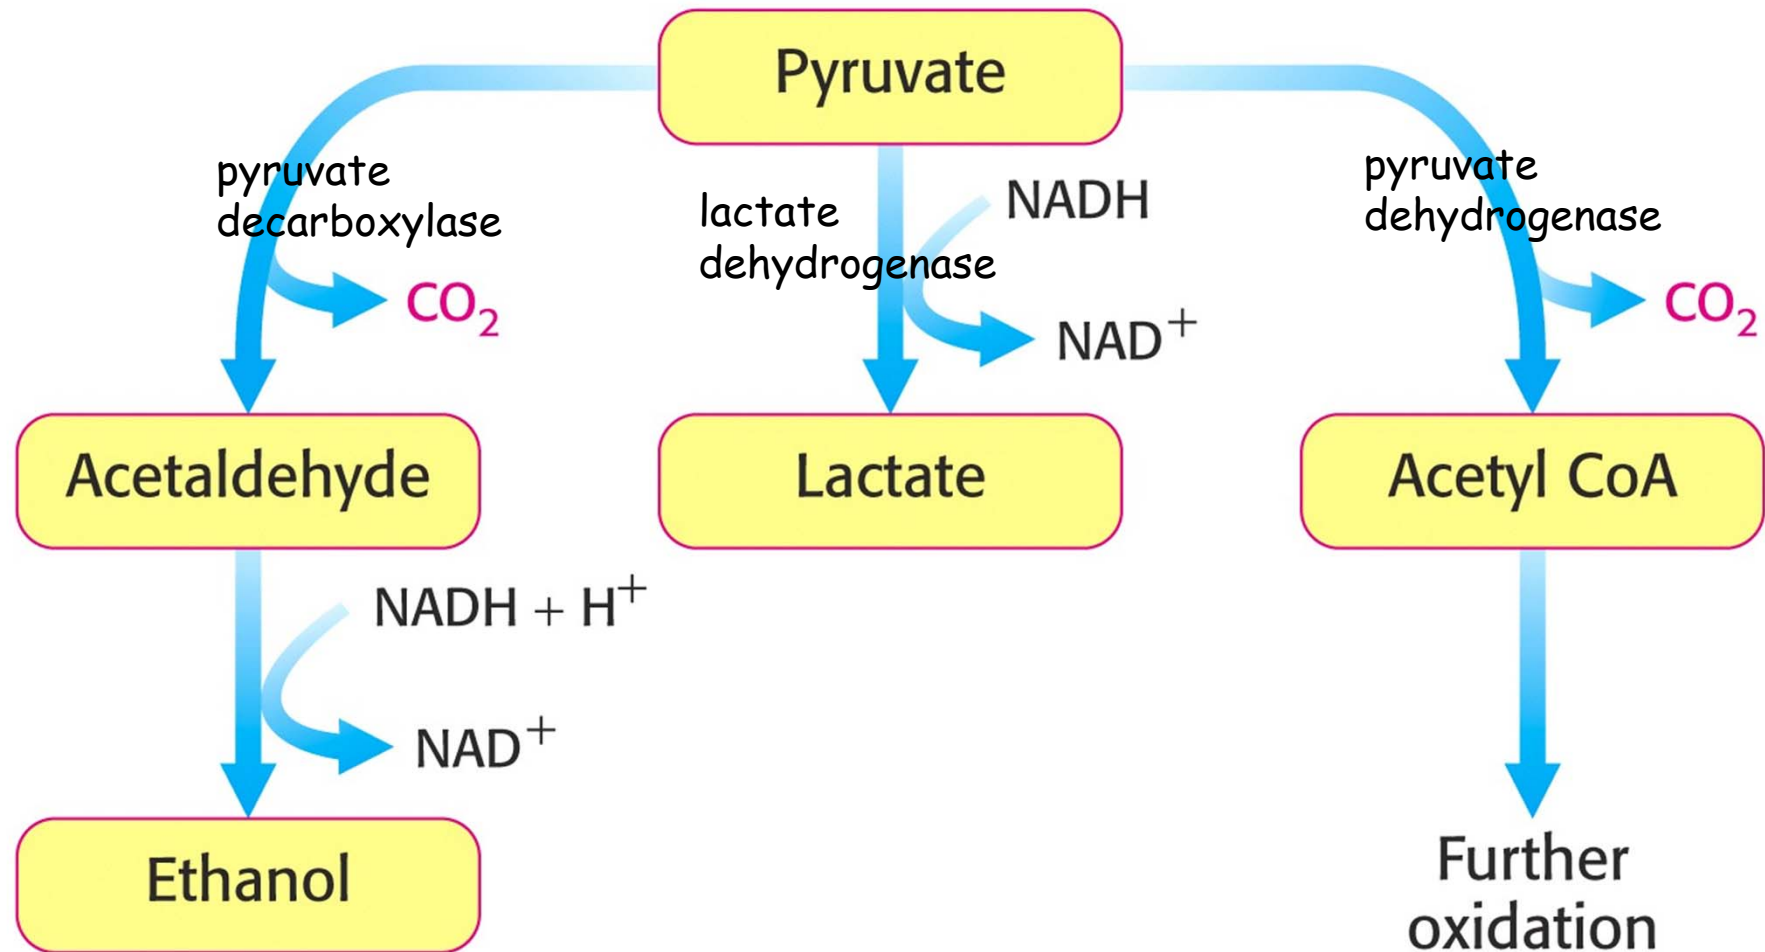 Pyruvate
pyruvate
decarboxylase
CO₂
lactate
dehydrogenase
NADH
NAD⁺
pyruvate
dehydrogenase
CO₂
Acetaldehyde
Lactate
Acetyl CoA
NADH + H⁺
NAD⁺
Ethanol
Further
oxidation